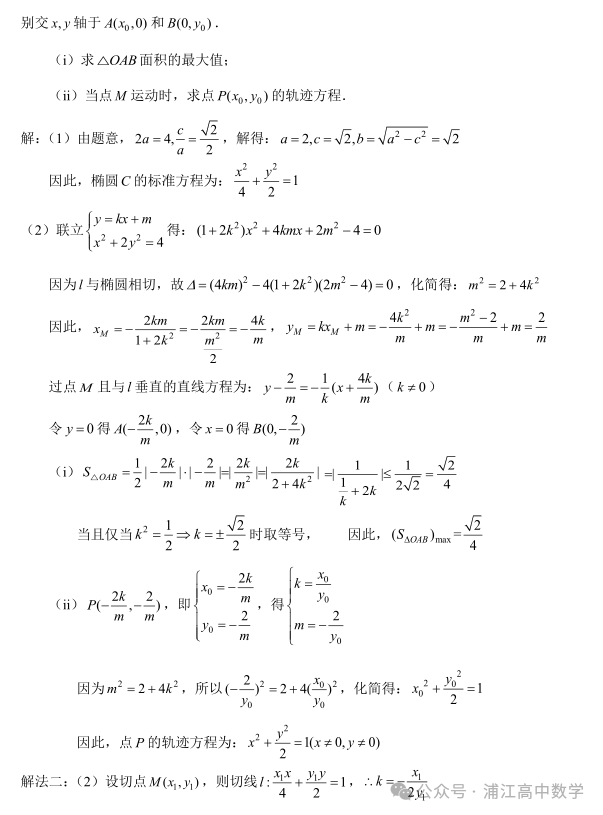 别交 x, y 轴于 A(x₀,0) 和 B(0, y₀).
（i）求△OAB 面积的最大值;
（ii）当点 M 运动时，求点 P(x₀, y₀) 的轨迹方程.
解:（1）由题意，2a = 4, c/a = √2/2，解得：a = 2, c = √2, b = √(a² − c²) = √2
因此，椭圆 C 的标准方程为：x²/4 + y²/2 = 1
（2）联立 {y = kx + m, x² + 2y² = 4 得：(1 + 2k²)x² + 4kmx + 2m² − 4 = 0
因为 l 与椭圆相切，故 Δ = (4km)² − 4(1 + 2k²)(2m² − 4) = 0，化简得：m² = 2 + 4k²
因此，x_M = −2km/(1 + 2k²) = −2km/(m²/2) = −4k/m，y_M = kx_M + m = −4k²/m + m = −(m² − 2)/m + m = 2/m
过点 M 且与 l 垂直的直线方程为：y − 2/m = −1/k (x + 4k/m)（k ≠ 0）
令 y = 0 得 A(−2k/m, 0)，令 x = 0 得 B(0, −2/m)
（i）S△OAB = 1/2 |−2k/m|·|−2/m| = |2k/m²| = |2k/(2 + 4k²)| = |1/(1/k + 2k)| ≤ 1/(2√2) = √2/4
当且仅当 k² = 1/2 ⇒ k = ±√2/2 时取等号， 因此，(S_ΔOAB)max = √2/4
（ii）P(−2k/m, −2/m)，即 {x₀ = −2k/m, y₀ = −2/m，得 {k = x₀/y₀, m = −2/y₀
因为 m² = 2 + 4k²，所以 (−2/y₀)² = 2 + 4(x₀/y₀)²，化简得：x₀² + y₀²/2 = 1
因此，点 P 的轨迹方程为：x² + y²/2 = 1(x ≠ 0, y ≠ 0)
解法二：（2）设切点 M(x₁, y₁)，则切线 l : x₁x/4 + y₁y/2 = 1，∴ k = −x₁/2y₁
公众号 · 浦江高中数学